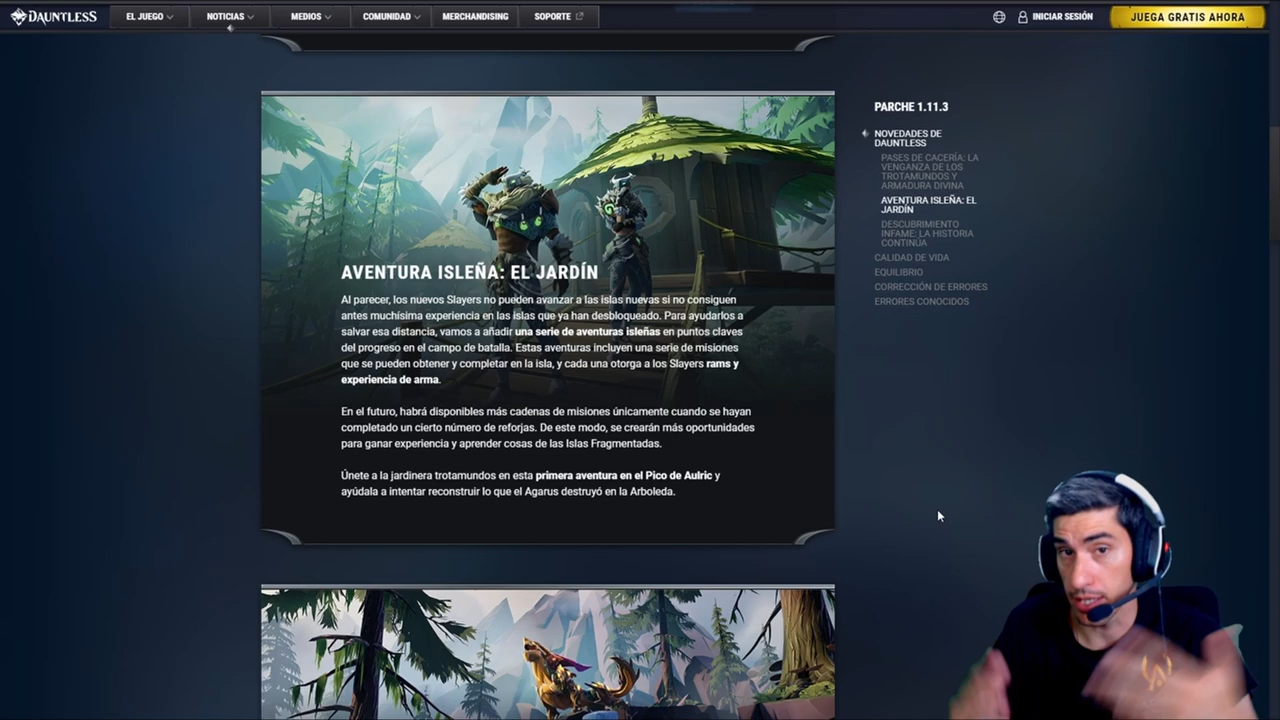 DAUNTLESS
EL JUEGO
NOTICIAS
MEDIOS
COMUNIDAD
MERCHANDISING
SOPORTE
INICIAR SESIÓN
JUEGA GRATIS AHORA
AVENTURA ISLEÑA: EL JARDÍN
Al parecer, los nuevos Slayers no pueden avanzar a las islas nuevas si no consiguen
antes muchísima experiencia en las islas que ya han desbloqueado. Para ayudarlos a
salvar esa distancia, vamos a añadir una serie de aventuras isleñas en puntos claves
del progreso en el campo de batalla. Estas aventuras incluyen una serie de misiones
que se pueden obtener y completar en la isla, y cada una otorga a los Slayers rams y
experiencia de arma.
En el futuro, habrá disponibles más cadenas de misiones únicamente cuando se hayan
completado un cierto número de reforjas. De este modo, se crearán más oportunidades
para ganar experiencia y aprender cosas de las Islas Fragmentadas.
Únete a la jardinera trotamundos en esta primera aventura en el Pico de Aulric y
ayúdala a intentar reconstruir lo que el Agarus destruyó en la Arboleda.
PARCHE 1.11.3
NOVEDADES DE
DAUNTLESS
PASES DE CACERÍA: LA
VENGANZA DE LOS
TROTAMUNDOS Y
ARMADURA DIVINA
AVENTURA ISLEÑA: EL
JARDÍN
DESCUBRIMIENTO
INFAME: LA HISTORIA
CONTINÚA
CALIDAD DE VIDA
EQUILIBRIO
CORRECCIÓN DE ERRORES
ERRORES CONOCIDOS